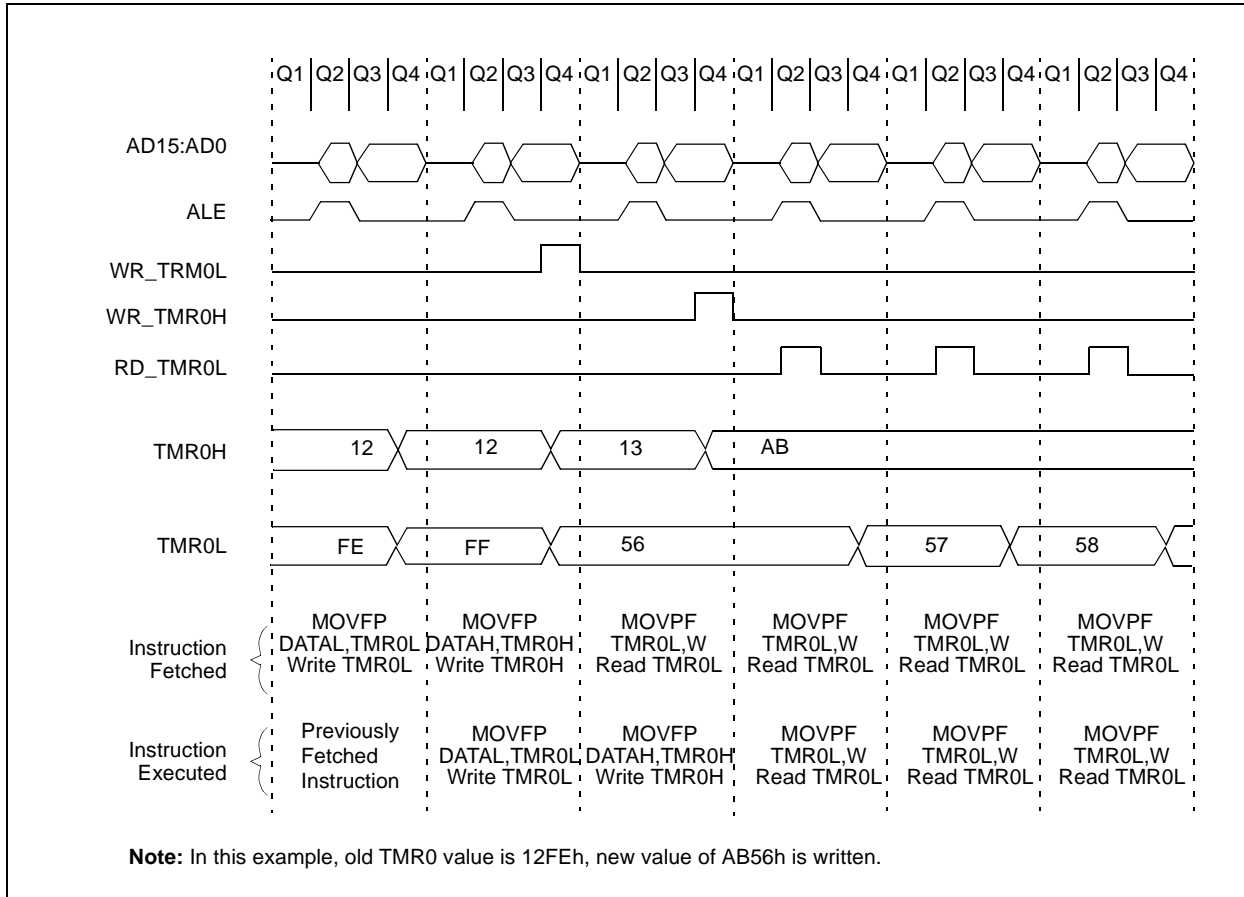 Q1 Q2 Q3 Q4 Q1 Q2 Q3 Q4 Q1 Q2 Q3 Q4 Q1 Q2 Q3 Q4 Q1 Q2 Q3 Q4 Q1 Q2 Q3 Q4
AD15:AD0
ALE
WR_TRM0L
WR_TMR0H
RD_TMR0L
TMR0H 12 12 13 AB
TMR0L FE FF 56 57 58
Instruction
Fetched
MOVFP
DATAL,TMR0L
Write TMR0L
MOVFP
DATAH,TMR0H
Write TMR0H
MOVPF
TMR0L,W
Read TMR0L
MOVPF
TMR0L,W
Read TMR0L
MOVPF
TMR0L,W
Read TMR0L
MOVPF
TMR0L,W
Read TMR0L
Instruction
Executed
Previously
Fetched
Instruction
MOVFP
DATAL,TMR0L
Write TMR0L
MOVFP
DATAH,TMR0H
Write TMR0H
MOVPF
TMR0L,W
Read TMR0L
MOVPF
TMR0L,W
Read TMR0L
MOVPF
TMR0L,W
Read TMR0L
Note: In this example, old TMR0 value is 12FEh, new value of AB56h is written.